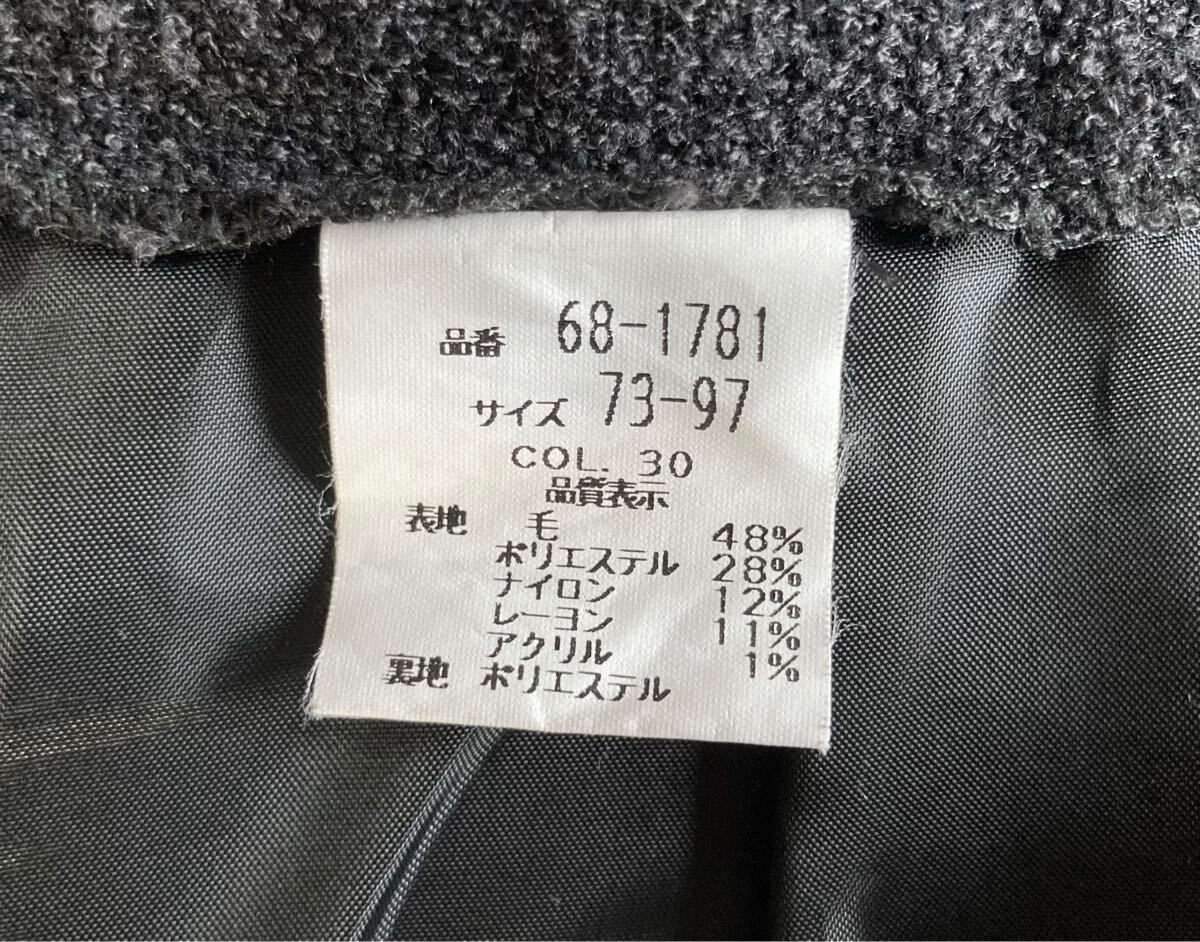 品番 68-1781
サイズ 73-97
COL. 30
品質表示
表地 毛 48%
ポリエステル 28%
ナイロン 12%
レーヨン 11%
アクリル 1%
裏地 ポリエステル